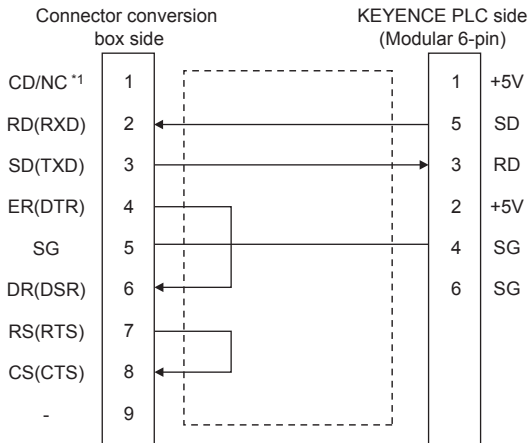 Connector conversion
box side
KEYENCE PLC side
(Modular 6-pin)
CD/NC *1 1 1 +5V
RD(RXD) 2 5 SD
SD(TXD) 3 3 RD
ER(DTR) 4 2 +5V
SG 5 4 SG
DR(DSR) 6 6 SG
RS(RTS) 7
CS(CTS) 8
- 9